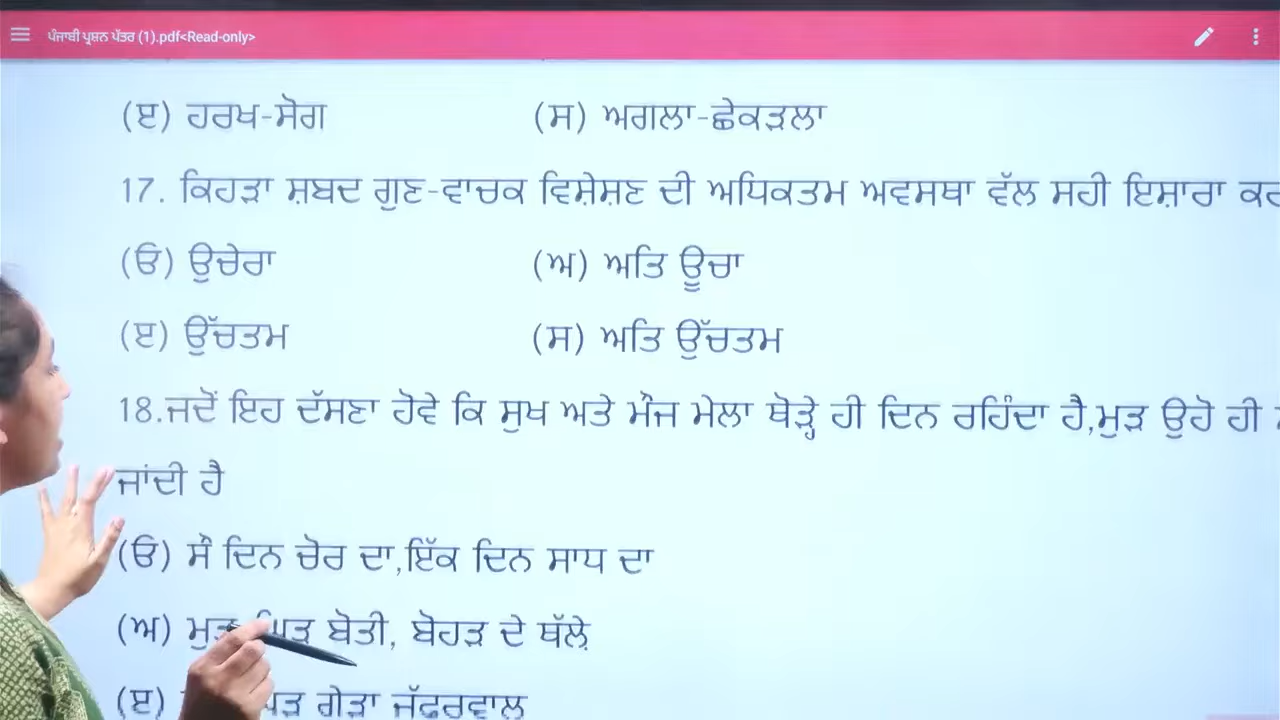 ਪੰਜਾਬੀ ਪ੍ਰਸ਼ਨ ਪੱਤਰ (1).pdf<Read-only>
(ੲ) ਹਰਖ-ਸੋਗ (ਸ) ਅਗਲਾ-ਛੇਕੜਲਾ
17. ਕਿਹੜਾ ਸ਼ਬਦ ਗੁਣ-ਵਾਚਕ ਵਿਸ਼ੇਸ਼ਣ ਦੀ ਅਧਿਕਤਮ ਅਵਸਥਾ ਵੱਲ ਸਹੀ ਇਸ਼ਾਰਾ
(ੳ) ਉਚੇਰਾ (ਅ) ਅਤਿ ਊਚਾ
(ੲ) ਉੱਚਤਮ (ਸ) ਅਤਿ ਉੱਚਤਮ
18.ਜਦੋਂ ਇਹ ਦੱਸਣਾ ਹੋਵੇ ਕਿ ਸੁਖ ਅਤੇ ਮੌਜ ਮੇਲਾ ਥੋੜ੍ਹੇ ਹੀ ਦਿਨ ਰਹਿੰਦਾ ਹੈ,ਮੁੜ ਉਹੋ ਹੀ
ਜਾਂਦੀ ਹੈ
(ੳ) ਸੌ ਦਿਨ ਚੋਰ ਦਾ,ਇੱਕ ਦਿਨ ਸਾਧ ਦਾ
(ਅ) ਬੋਤੀ, ਬੋਹੜ ਦੇ ਥੱਲੇ
(ੲ) ਗੇੜਾ ਜੱਫਰਵਾਲ